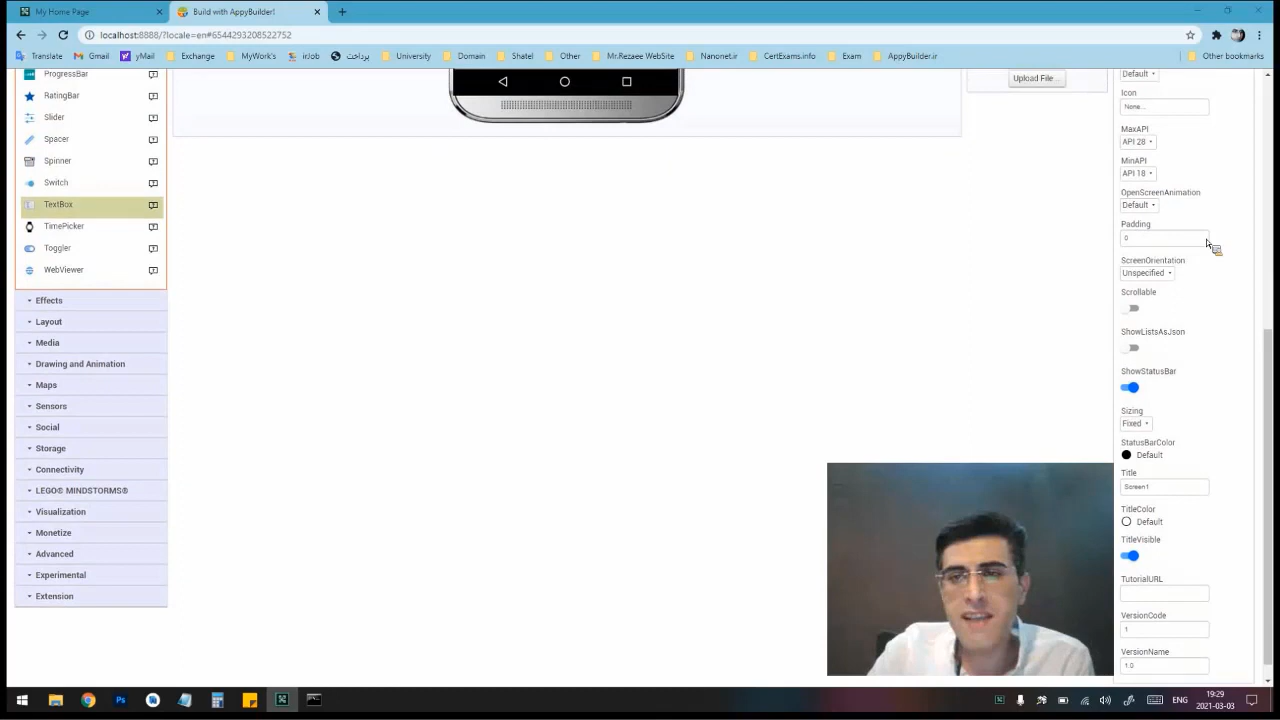 My Home Page
Build with AppyBuilder!
localhost:8888/?locale=en#6544293208522752
Translate
Gmail
yMail
Exchange
MyWork's
irJob
پرداخت
University
Domain
Shatel
Other
Mr.Rezaee WebSite
Nanonet.ir
CertExams.info
Exam
AppyBuilder.ir
Other bookmarks
ProgressBar
RatingBar
Slider
Spacer
Spinner
Switch
TextBox
TimePicker
Toggler
WebViewer
Effects
Layout
Media
Drawing and Animation
Maps
Sensors
Social
Storage
Connectivity
LEGO® MINDSTORMS®
Visualization
Monetize
Advanced
Experimental
Extension
Upload File ...
Default
Icon
None...
MaxAPI
API 28
MinAPI
API 18
OpenScreenAnimation
Default
Padding
0
ScreenOrientation
Unspecified
Scrollable
ShowListsAsJson
ShowStatusBar
Sizing
Fixed
StatusBarColor
Default
Title
Screen1
TitleColor
Default
TitleVisible
TutorialURL
VersionCode
1
VersionName
1.0
ENG
19:29
2021-03-03